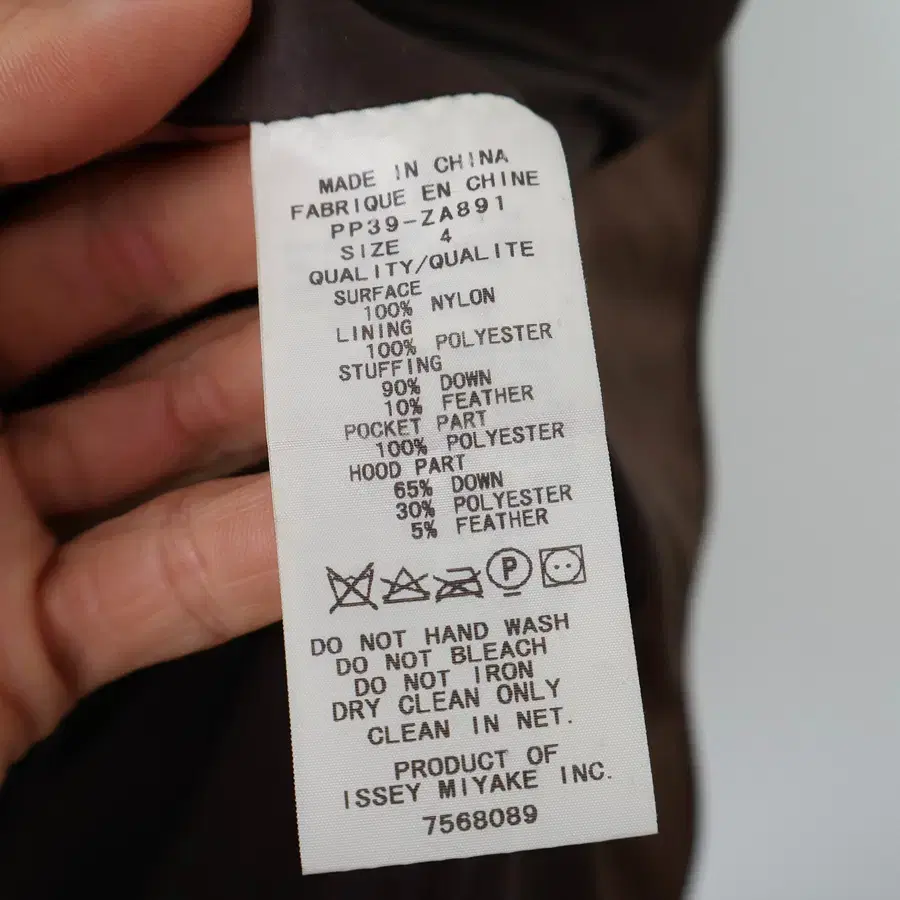 MADE IN CHINA
FABRIQUE EN CHINE
PP39-ZA891
SIZE 4
QUALITY/QUALITE
SURFACE
100% NYLON
LINING
100% POLYESTER
STUFFING
90% DOWN
10% FEATHER
POCKET PART
100% POLYESTER
HOOD PART
65% DOWN
30% POLYESTER
5% FEATHER
P
DO NOT HAND WASH
DO NOT BLEACH
DO NOT IRON
DRY CLEAN ONLY
CLEAN IN NET.
PRODUCT OF
ISSEY MIYAKE INC.
7568089